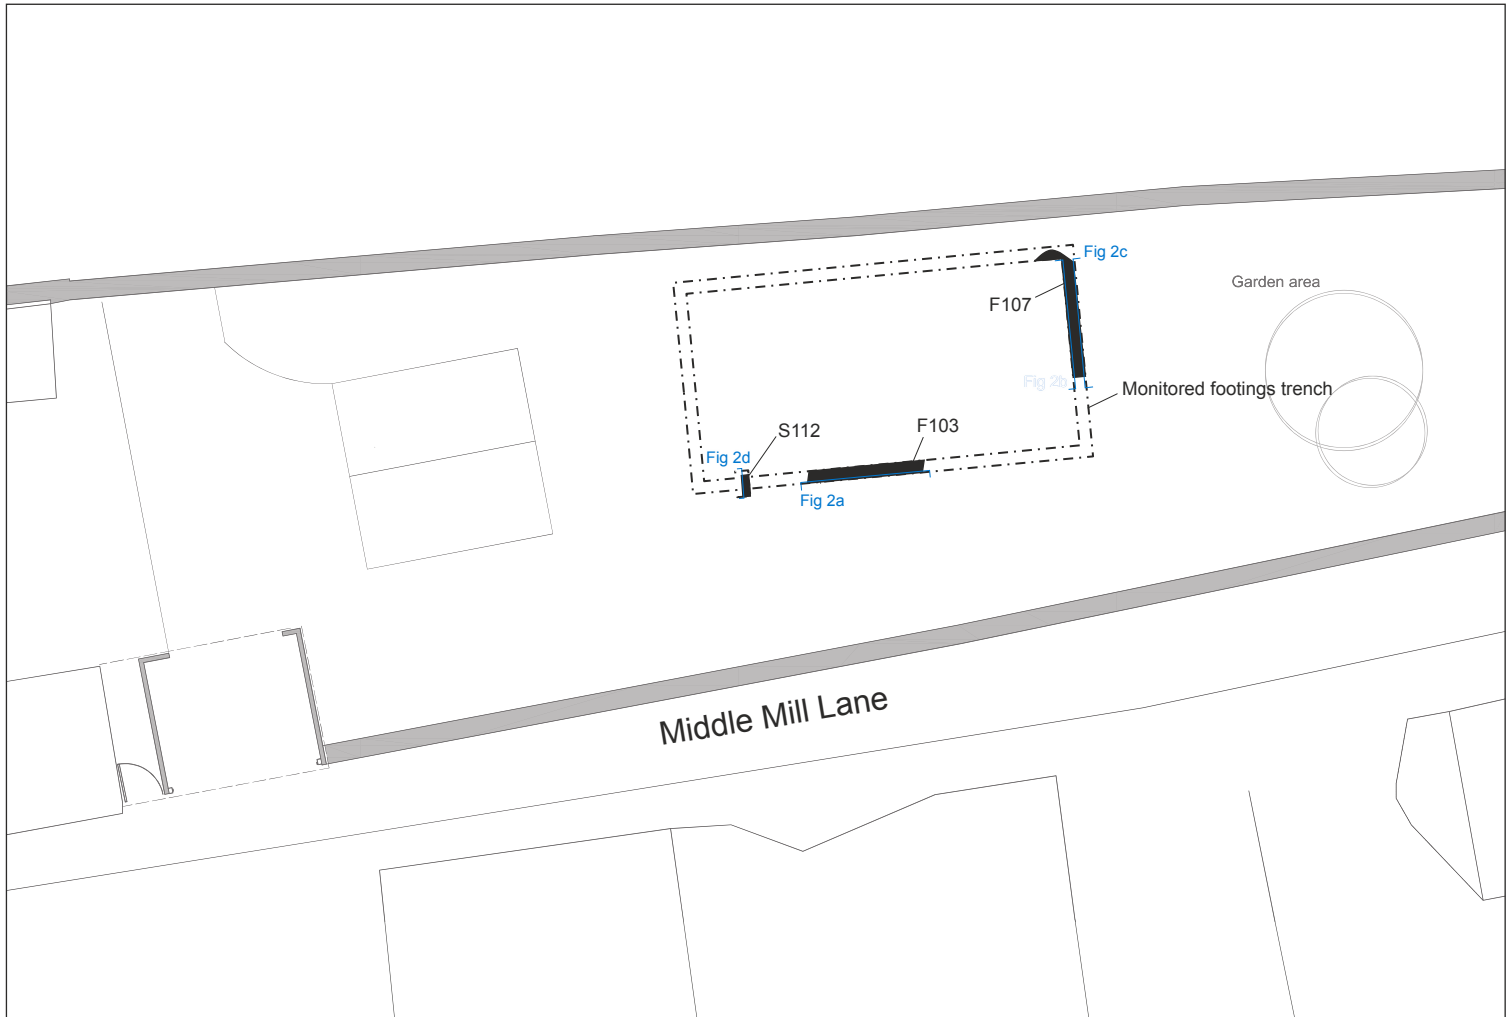 Fig 2c
Garden area
F107
Fig 2b
Monitored footings trench
F103
S112
Fig 2d
Fig 2a
Middle Mill Lane